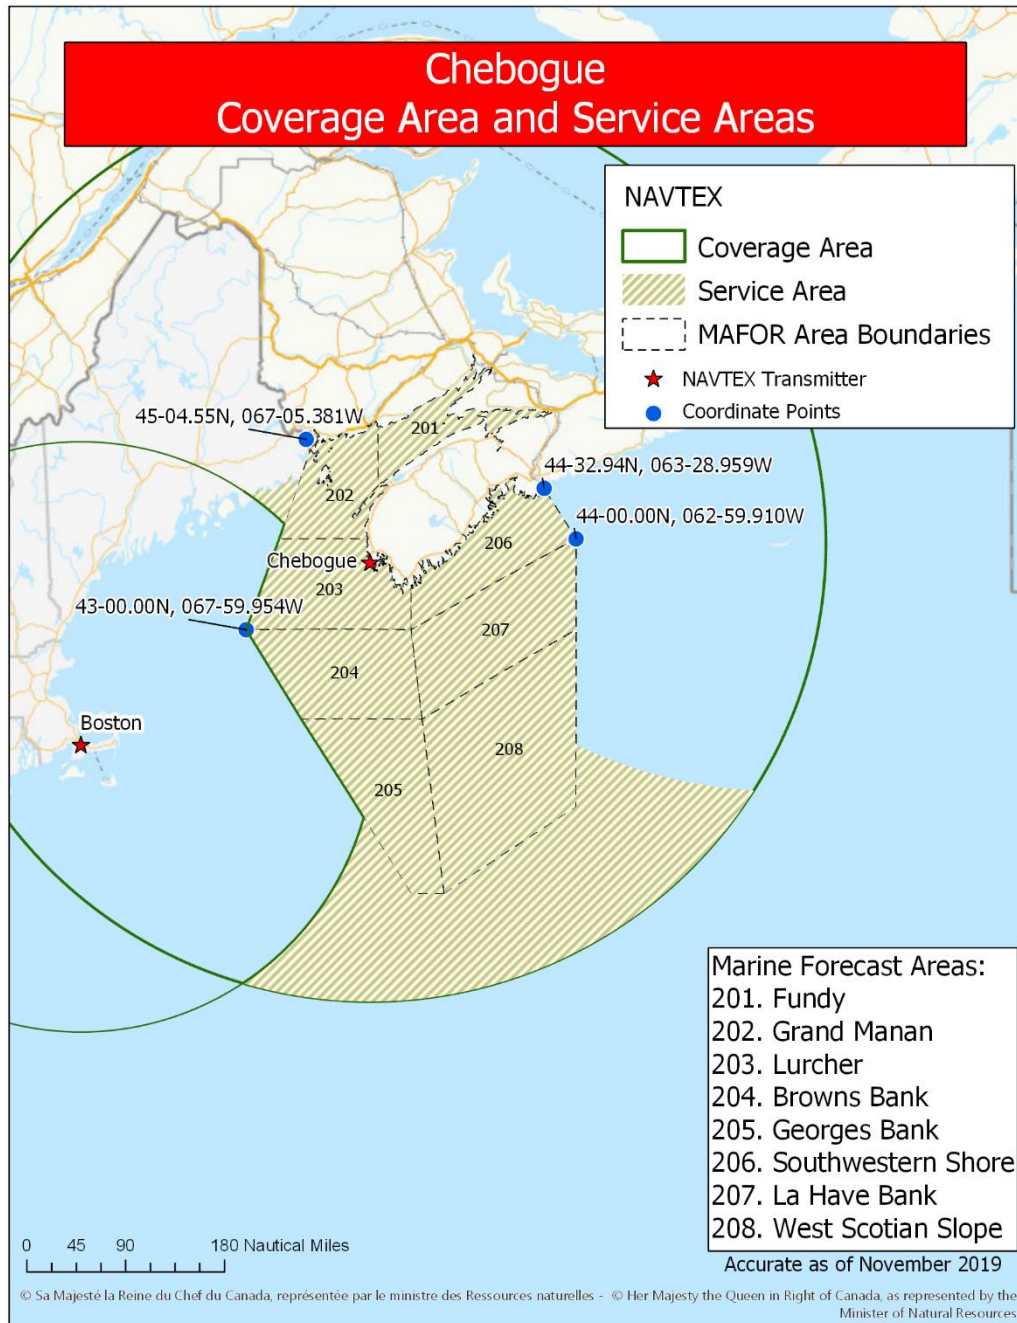 Chebogue
Coverage Area and Service Areas
NAVTEX
Coverage Area
Service Area
MAFOR Area Boundaries
NAVTEX Transmitter
Coordinate Points
45-04.55N, 067-05.381W
201
44-32.94N, 063-28.959W
202
44-00.00N, 062-59.910W
206
Chebogue
203
43-00.00N, 067-59.954W
207
204
Boston
208
205
Marine Forecast Areas:
201. Fundy
202. Grand Manan
203. Lurcher
204. Browns Bank
205. Georges Bank
206. Southwestern Shore
207. La Have Bank
208. West Scotian Slope
0 45 90 180 Nautical Miles
Accurate as of November 2019
© Sa Majesté la Reine du Chef du Canada, représentée par le ministre des Ressources naturelles - © Her Majesty the Queen in Right of Canada, as represented by the
Minister of Natural Resources